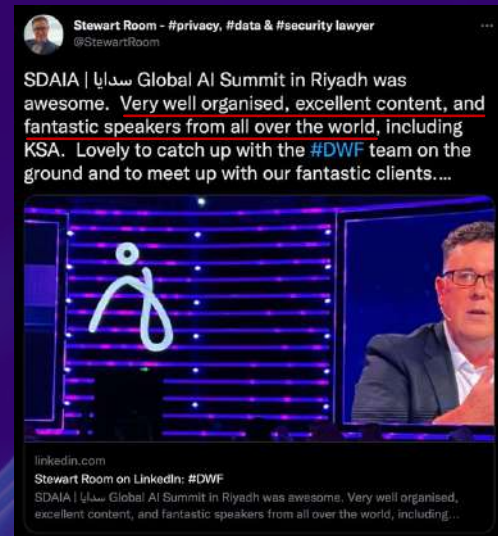 Stewart Room - #privacy, #data & #security lawyer
@StewartRoom
SDAIA | سدايا Global AI Summit in Riyadh was
awesome. Very well organised, excellent content, and
fantastic speakers from all over the world, including
KSA. Lovely to catch up with the #DWF team on the
ground and to meet up with our fantastic clients....
linkedin.com
Stewart Room on LinkedIn: #DWF
SDAIA | سدايا Global AI Summit in Riyadh was awesome. Very well organised,
excellent content, and fantastic speakers from all over the world, including...